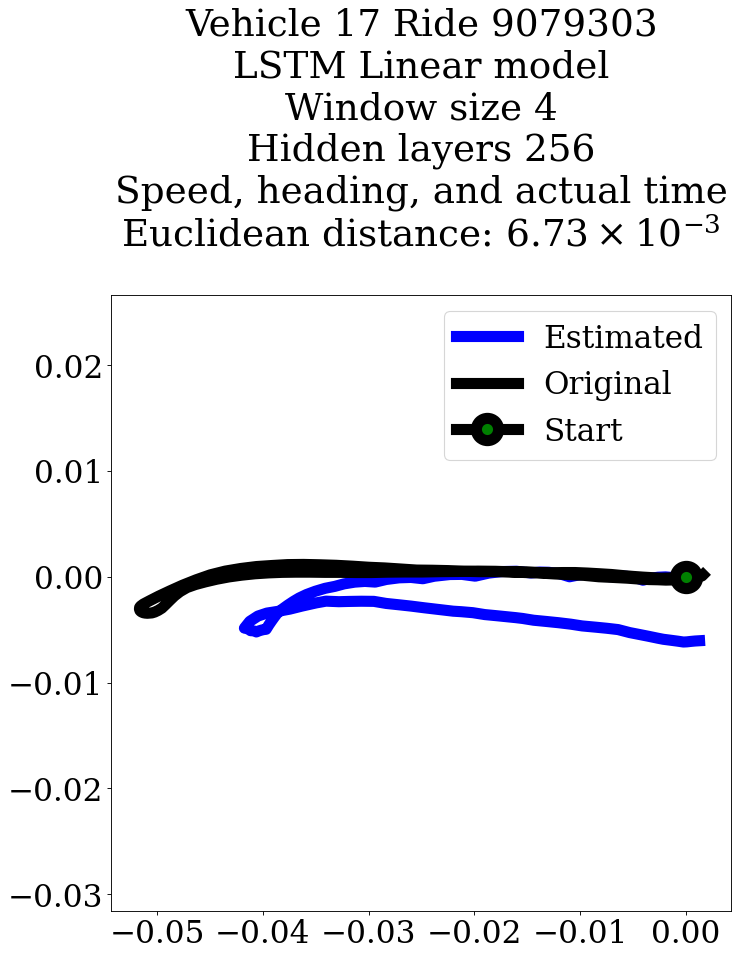 Vehicle 17 Ride 9079303
LSTM Linear model
Window size 4
Hidden layers 256
Speed, heading, and actual time
Euclidean distance: 6.73 × 10⁻³
Estimated
Original
Start
0.02
0.01
0.00
−0.01
−0.02
−0.03
−0.05 −0.04 −0.03 −0.02 −0.01 0.00